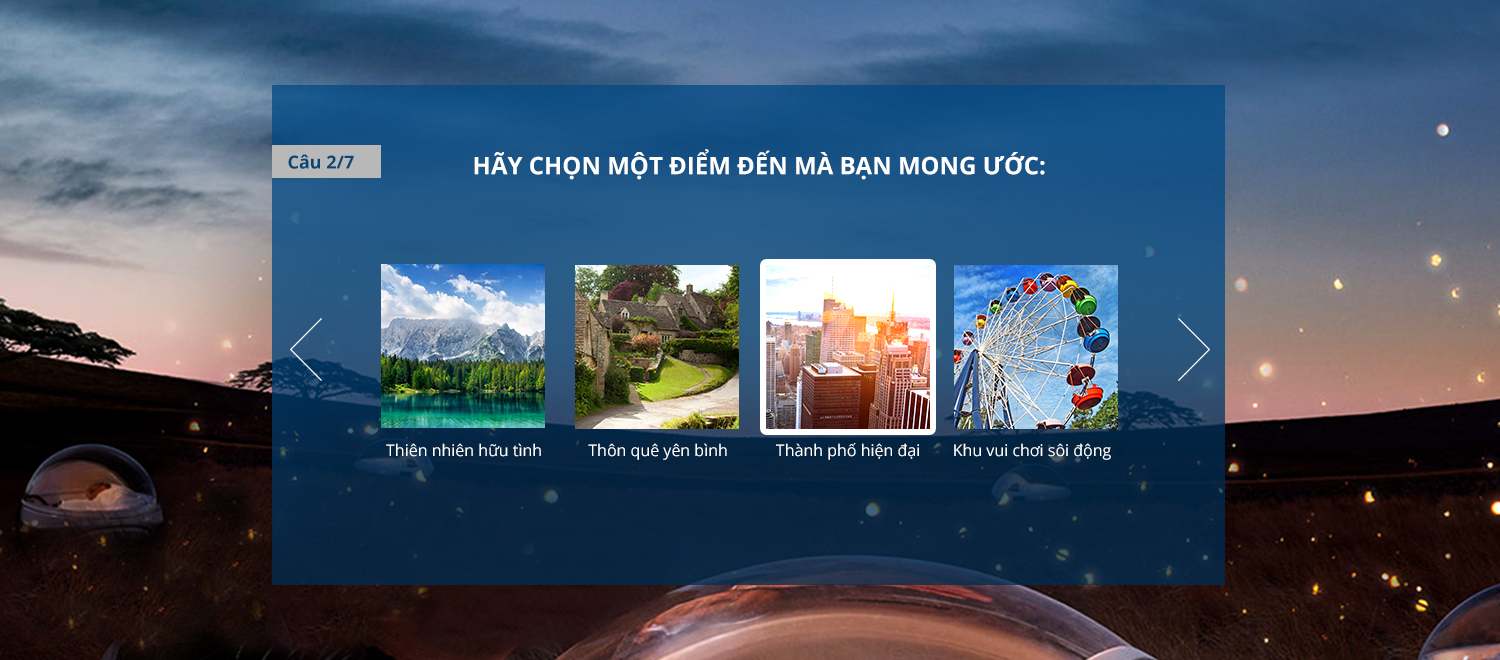 Câu 2/7
HÃY CHỌN MỘT ĐIỂM ĐẾN MÀ BẠN MONG ƯỚC:
Thiên nhiên hữu tình
Thôn quê yên bình
Thành phố hiện đại
Khu vui chơi sôi động